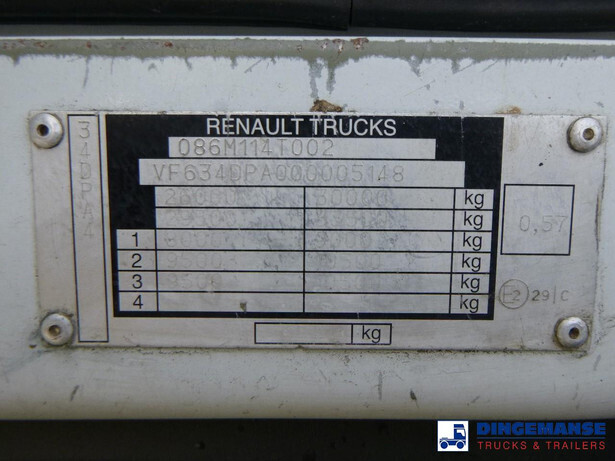 RENAULT TRUCKS
086M114T002
VF634DPA000005148
34DPA4
kg
kg
1 kg
2 9500 kg
3 kg
4 kg
0,57
E2 29|C
kg
DINGEMANSE
TRUCKS & TRAILERS